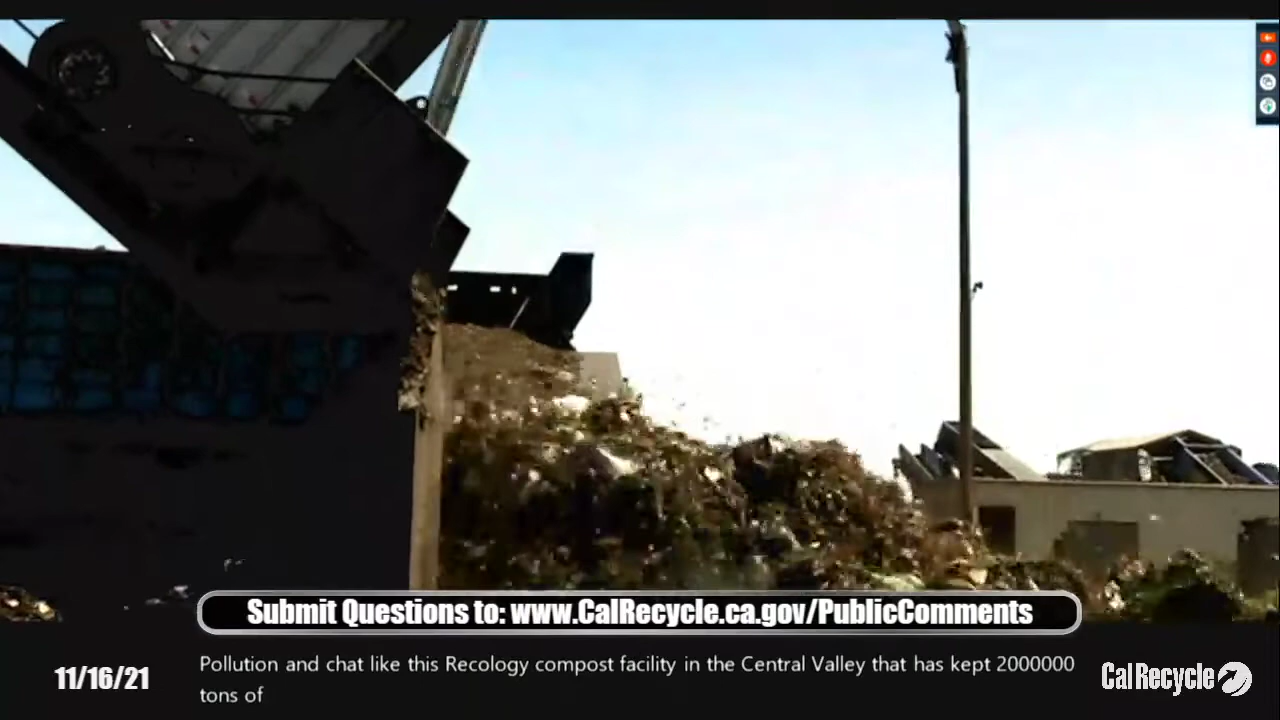 Submit Questions to: www.CalRecycle.ca.gov/PublicComments
11/16/21
Pollution and chat like this Recology compost facility in the Central Valley that has kept 2000000
tons of
CalRecycle